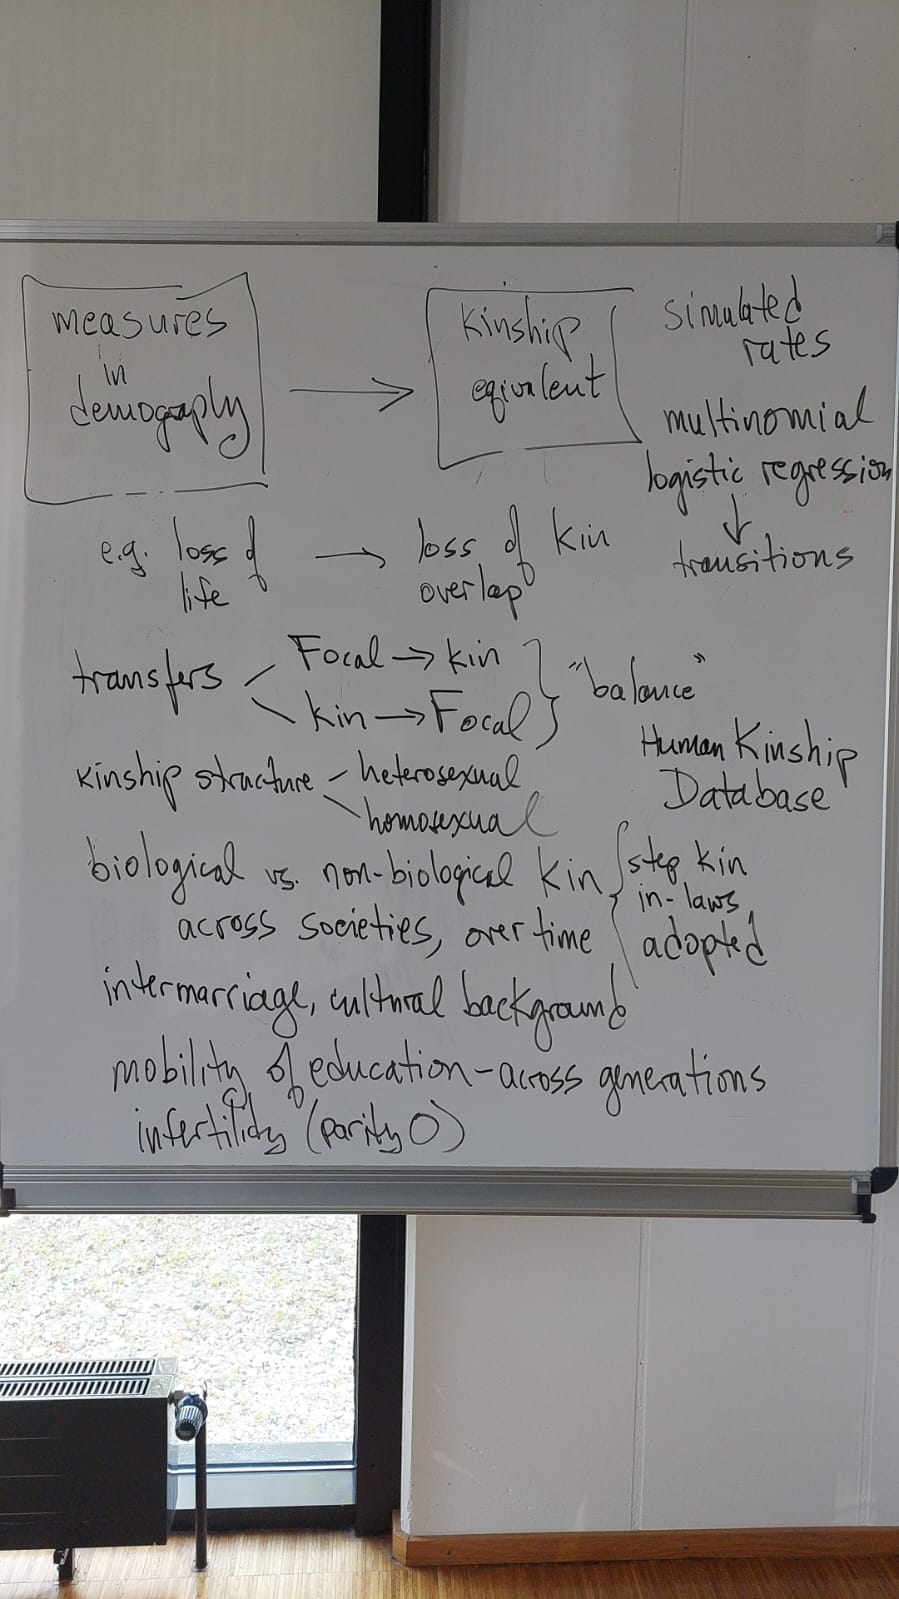 measures
in
demography
→
Kinship
eqivalent
simulated
rates
multinomial
logistic regression
↓
transitions
e.g. loss of
life
→
loss of kin
overlap
transfers < Focal → kin
kin → Focal } "balance"
Human Kinship
Database
kinship structure - heterosexual
homosexual
biological vs. non-biological kin { step kin
in-laws
across societies, over time
adopted
intermarriage, cultural background
mobility of education - across generations
infertility (parity 0)